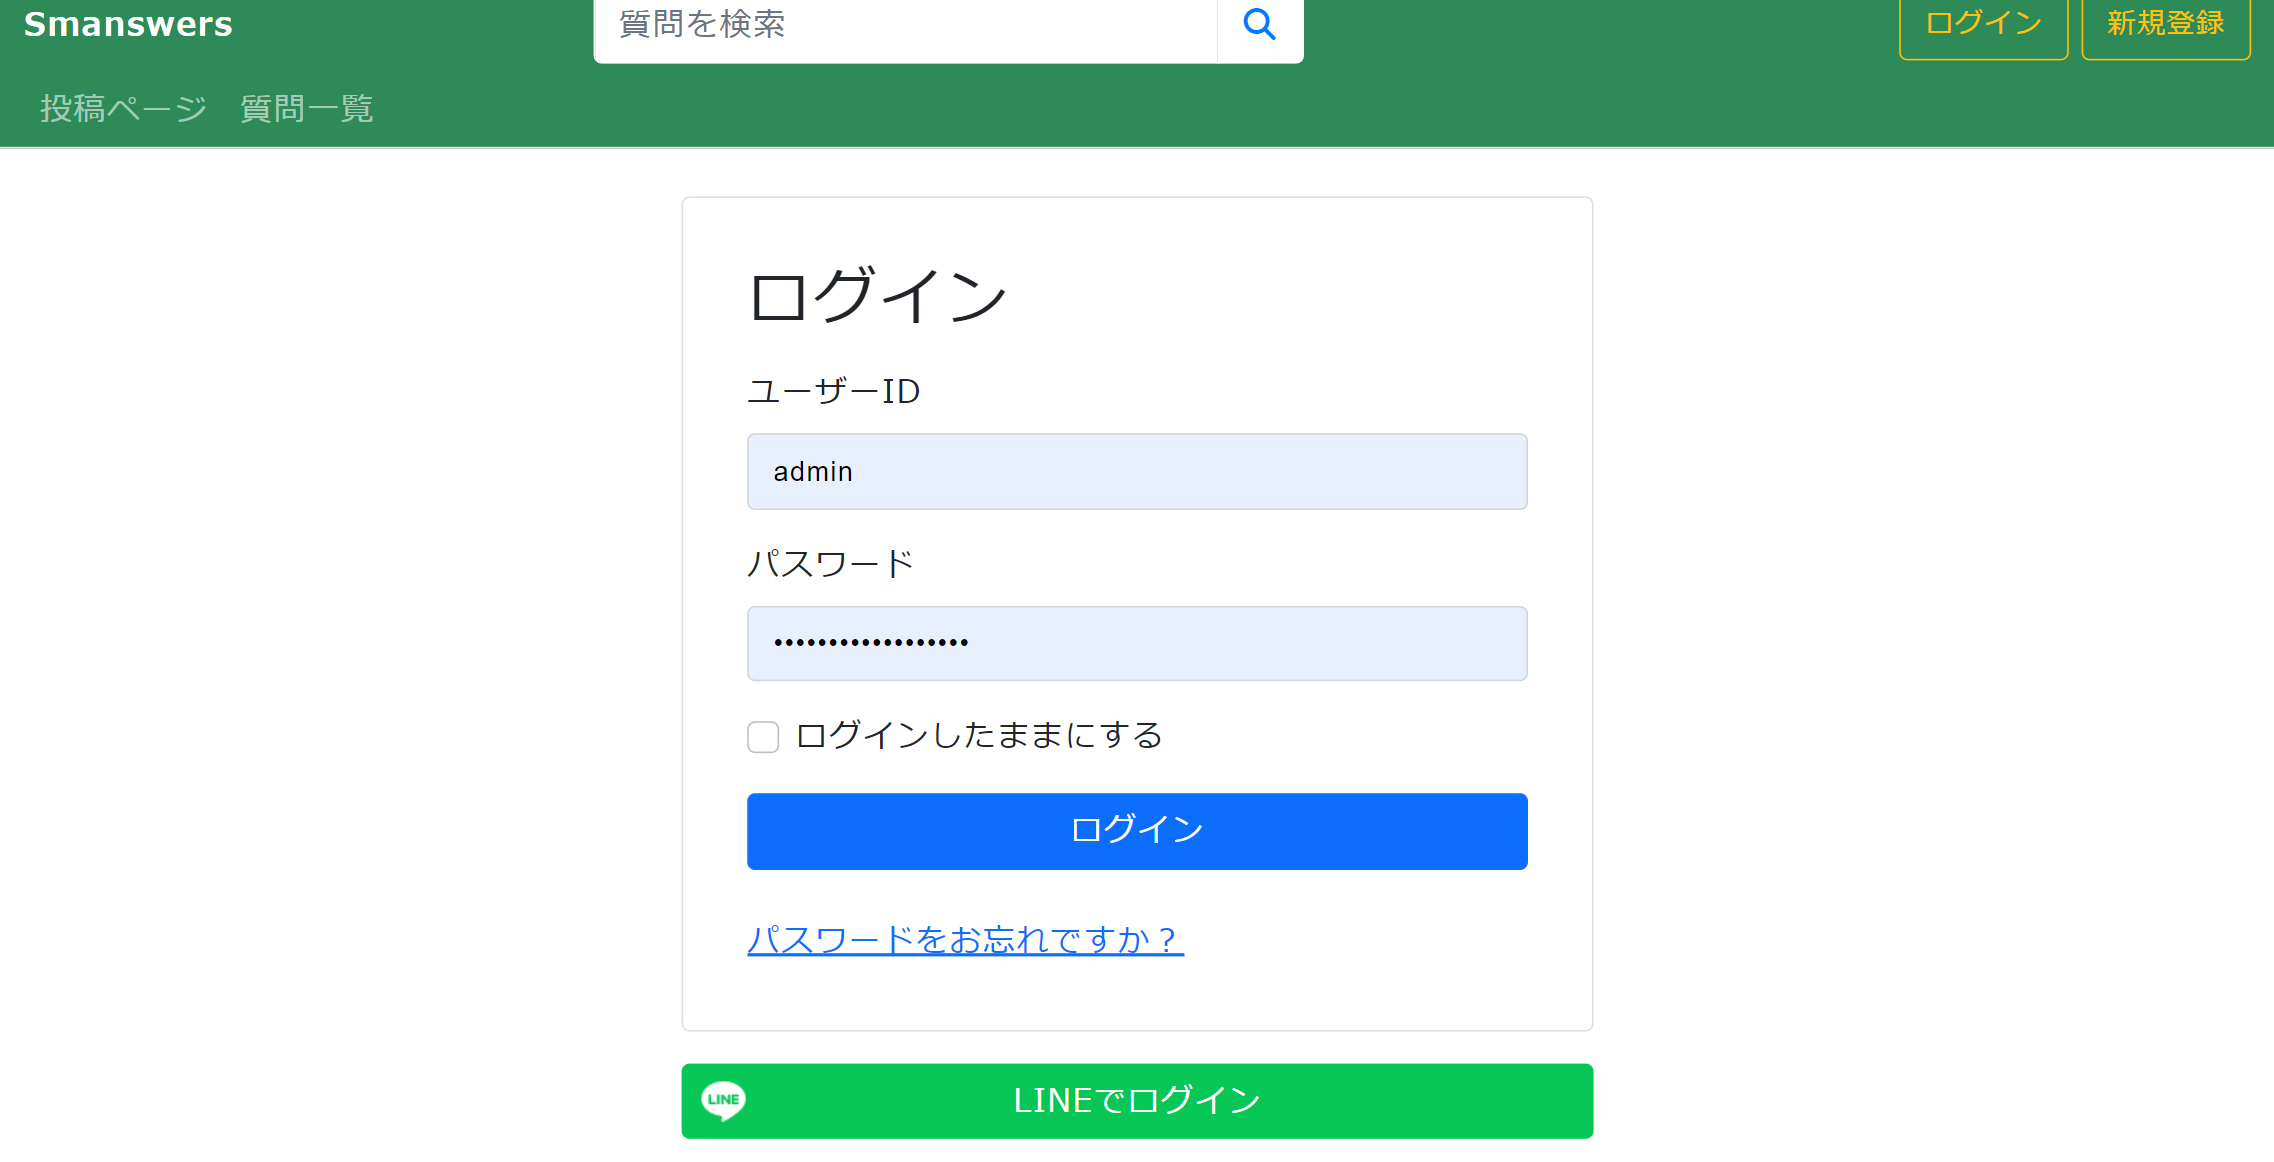 Smanswers
質問を検索
ログイン
新規登録
投稿ページ
質問一覧
ログイン
ユーザーID
admin
パスワード
••••••••••••••••••
ログインしたままにする
ログイン
パスワードをお忘れですか？
LINE
LINEでログイン